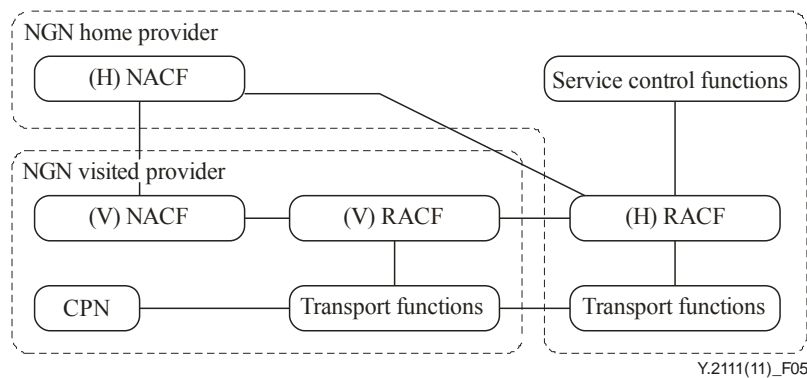 NGN home provider
(H) NACF
Service control functions
NGN visited provider
(V) NACF
(V) RACF
(H) RACF
CPN
Transport functions
Transport functions
Y.2111(11)_F05